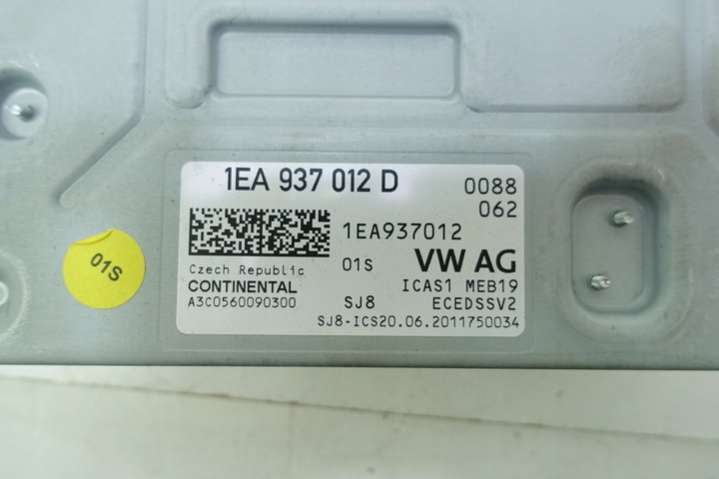 1EA 937 012 D
0088
062
1EA937012
Czech Republic
01S
VW AG
CONTINENTAL
ICAS1 MEB19
A3C0560090300
SJ8
ECEDSSV2
SJ8-ICS20.06.2011750034
01S